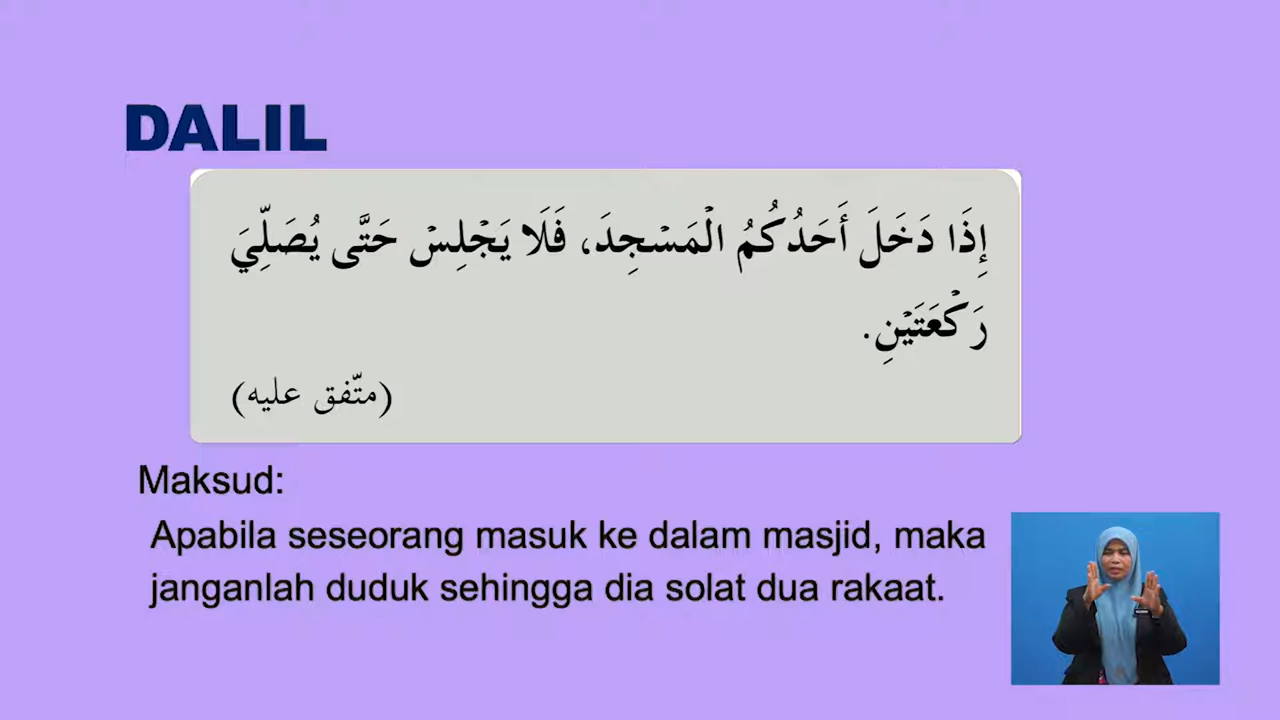 DALIL
إِذَا دَخَلَ أَحَدُكُمُ الْمَسْجِدَ، فَلَا يَجْلِسْ حَتَّى يُصَلِّيَ
رَكْعَتَيْنِ.
(متّفق عليه)
Maksud:
Apabila seseorang masuk ke dalam masjid, maka
janganlah duduk sehingga dia solat dua rakaat.